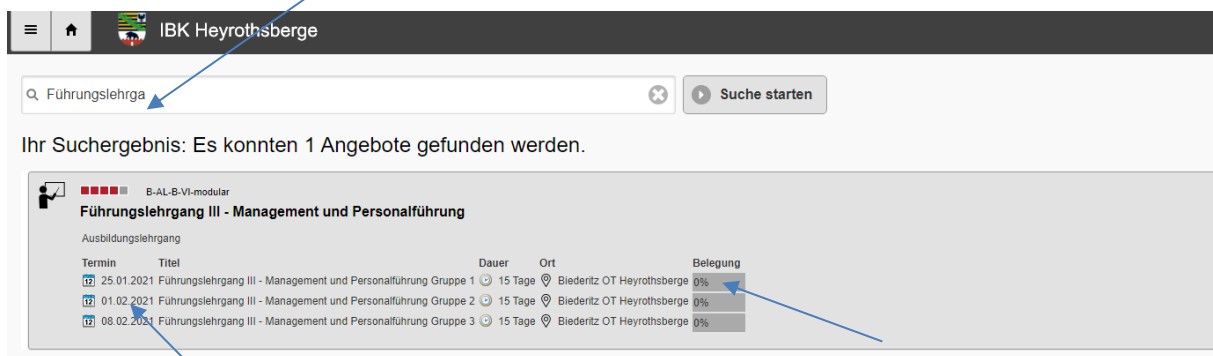 IBK Heyrothsberge
Führungslehrga
Suche starten
Ihr Suchergebnis: Es konnten 1 Angebote gefunden werden.
B-AL-B-VI-modular
Führungslehrgang III - Management und Personalführung
Ausbildungslehrgang
Termin Titel Dauer Ort Belegung
12 25.01.2021 Führungslehrgang III - Management und Personalführung Gruppe 1 15 Tage Biederitz OT Heyrothsberge 0%
12 01.02.2021 Führungslehrgang III - Management und Personalführung Gruppe 2 15 Tage Biederitz OT Heyrothsberge 0%
12 08.02.2021 Führungslehrgang III - Management und Personalführung Gruppe 3 15 Tage Biederitz OT Heyrothsberge 0%